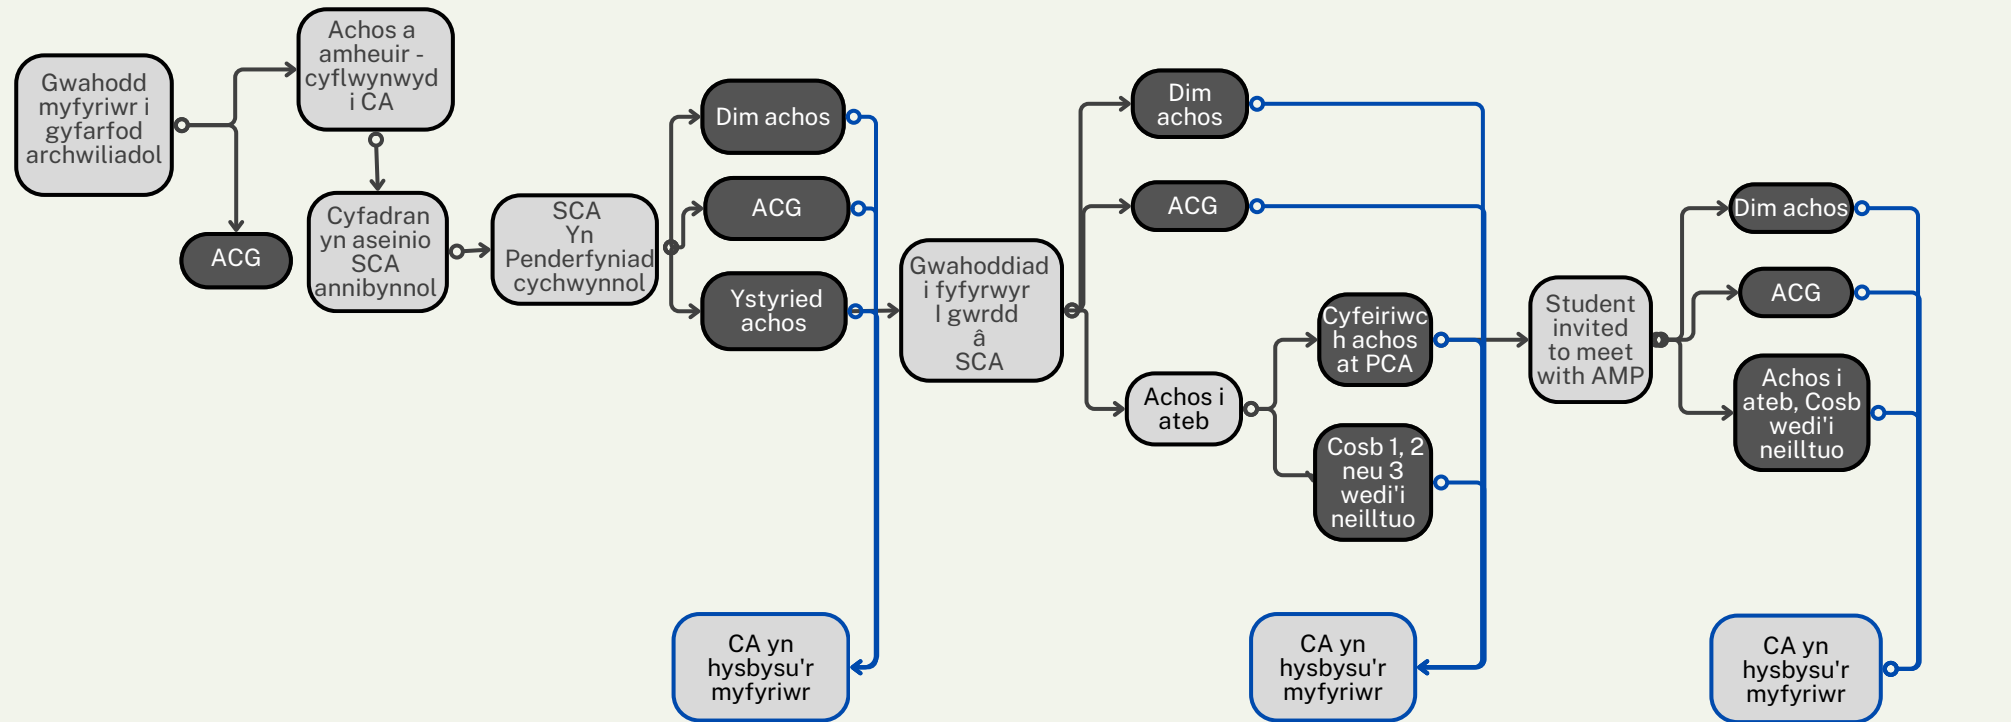 Gwahodd
myfyriwr i
gyfarfod
archwiliadol
Achos a
amheuir -
cyflwynwyd
i CA
ACG
Cyfadran
yn aseinio
SCA
annibynnol
SCA
Yn
Penderfyniad
cychwynnol
Dim achos
ACG
Ystyried
achos
CA yn
hysbysu'r
myfyriwr
Gwahoddiad
i fyfyrwyr
I gwrdd
â
SCA
Dim
achos
ACG
Achos i
ateb
Cyfeiriwc
h achos
at PCA
Cosb 1, 2
neu 3
wedi'i
neilltuo
CA yn
hysbysu'r
myfyriwr
Student
invited
to meet
with AMP
Dim achos
ACG
Achos i
ateb, Cosb
wedi'i
neilltuo
CA yn
hysbysu'r
myfyriwr